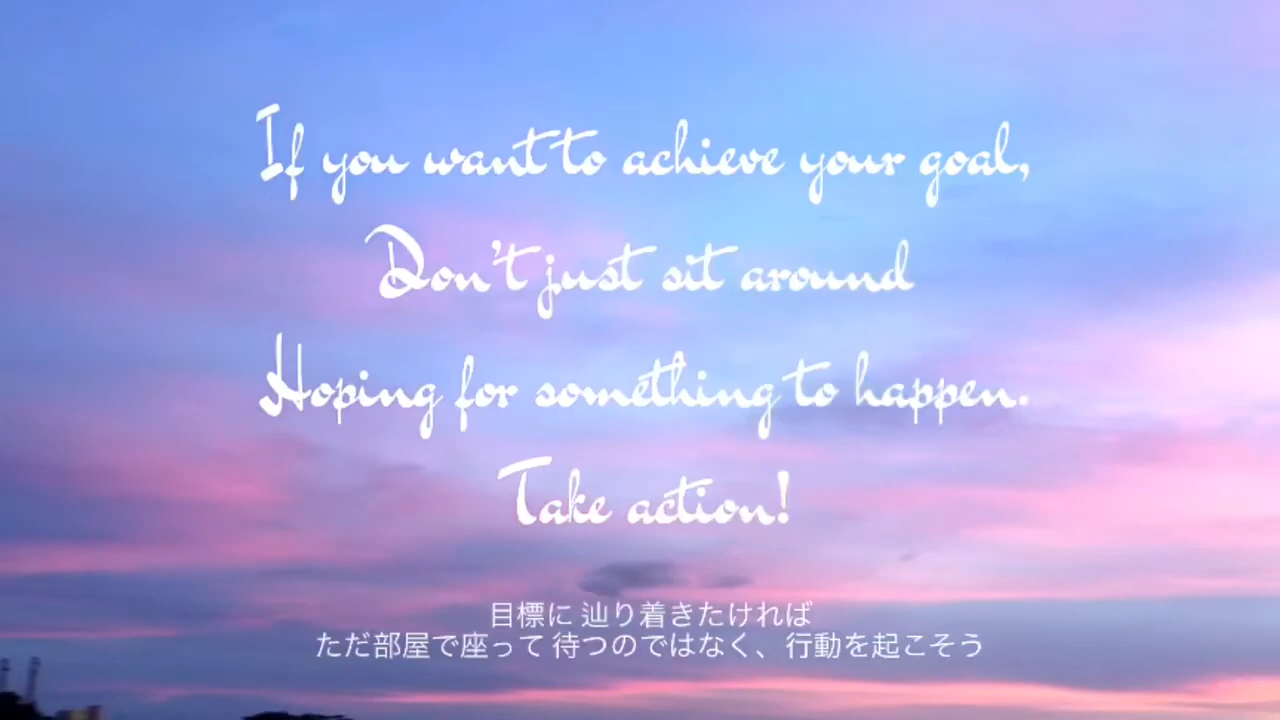 If you want to achieve your goal,
Don't just sit around
Hoping for something to happen.
Take action!
目標に 辿り着きたければ
ただ部屋で座って 待つのではなく、行動を起こそう